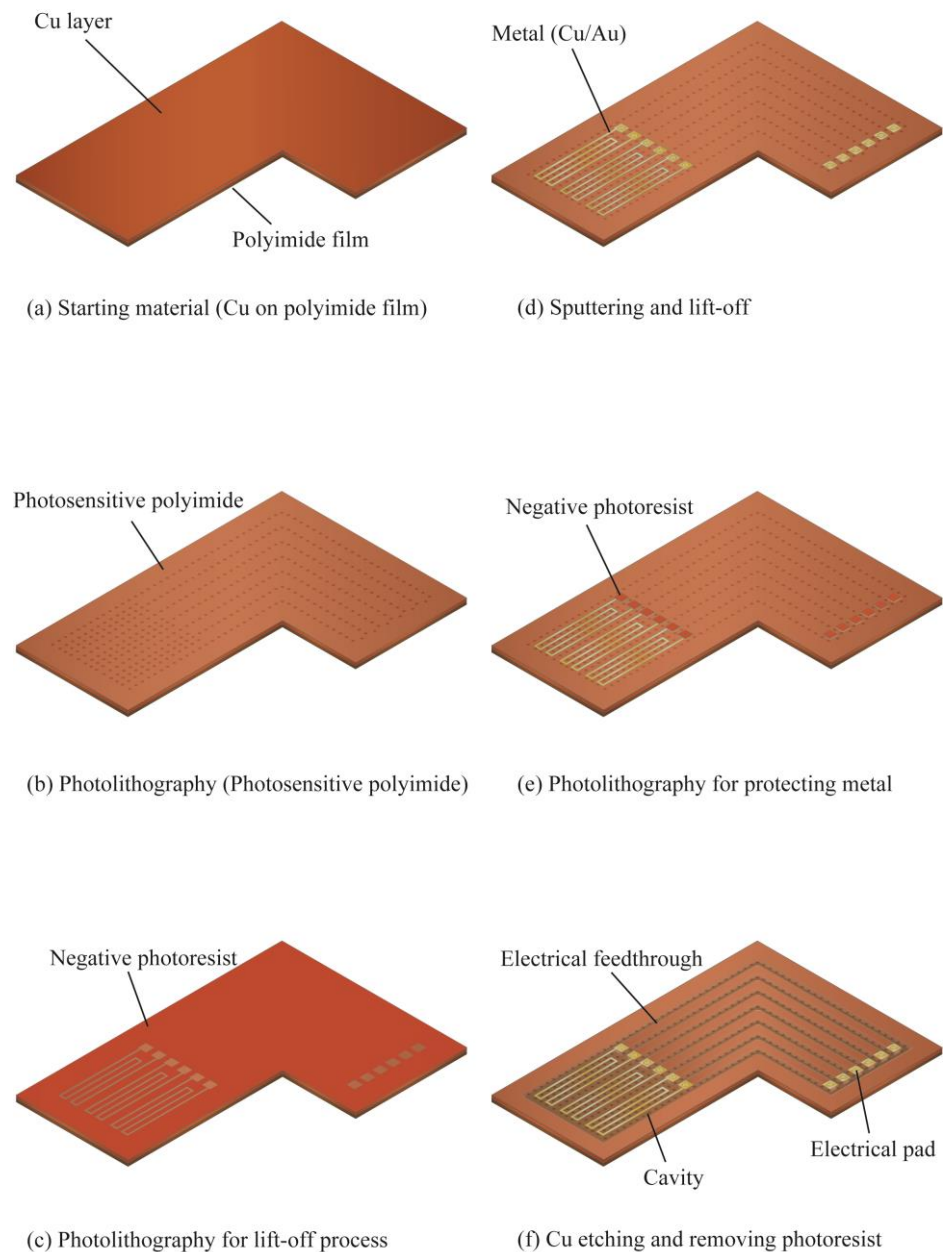 Cu layer
Polyimide film
(a) Starting material (Cu on polyimide film)
Photosensitive polyimide
(b) Photolithography (Photosensitive polyimide)
Negative photoresist
(c) Photolithography for lift-off process
Metal (Cu/Au)
(d) Sputtering and lift-off
Negative photoresist
(e) Photolithography for protecting metal
Electrical feedthrough
Electrical pad
Cavity
(f) Cu etching and removing photoresist